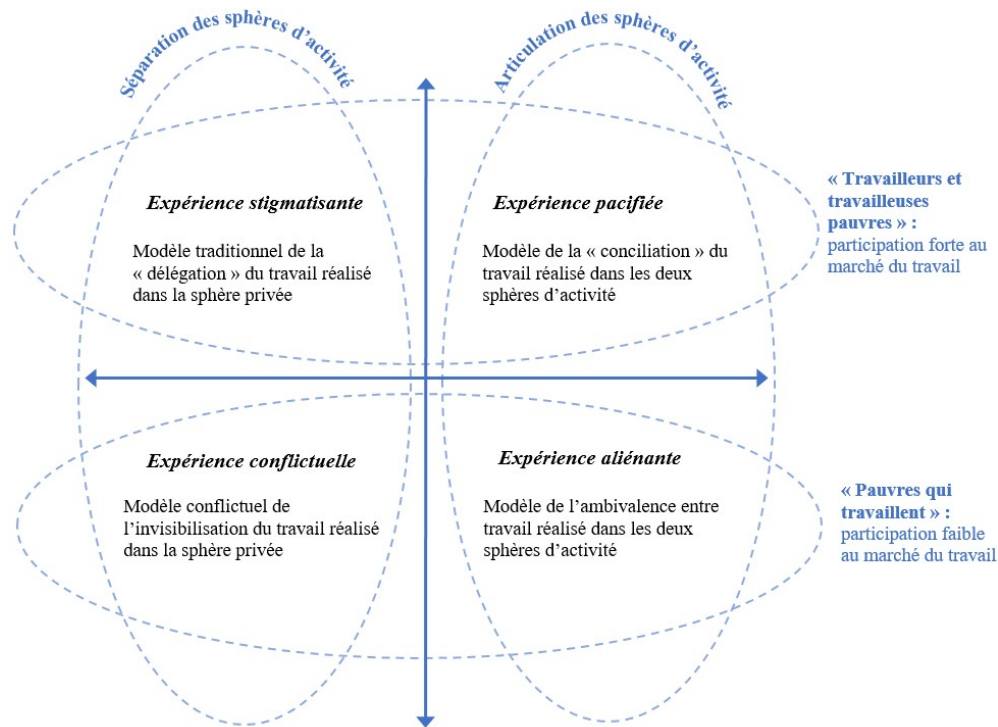 Séparation des sphères d’activité
Articulation des sphères d’activité
Expérience stigmatisante
Modèle traditionnel de la
« délégation » du travail réalisé
dans la sphère privée
Expérience pacifiée
Modèle de la « conciliation » du
travail réalisé dans les deux
sphères d’activité
« Travailleurs et
travailleuses
pauvres » :
participation forte au
marché du travail
Expérience conflictuelle
Modèle conflictuel de
l’invisibilisation du travail réalisé
dans la sphère privée
Expérience aliénante
Modèle de l’ambivalence entre
travail réalisé dans les deux
sphères d’activité
« Pauvres qui
travaillent » :
participation faible
au marché du travail